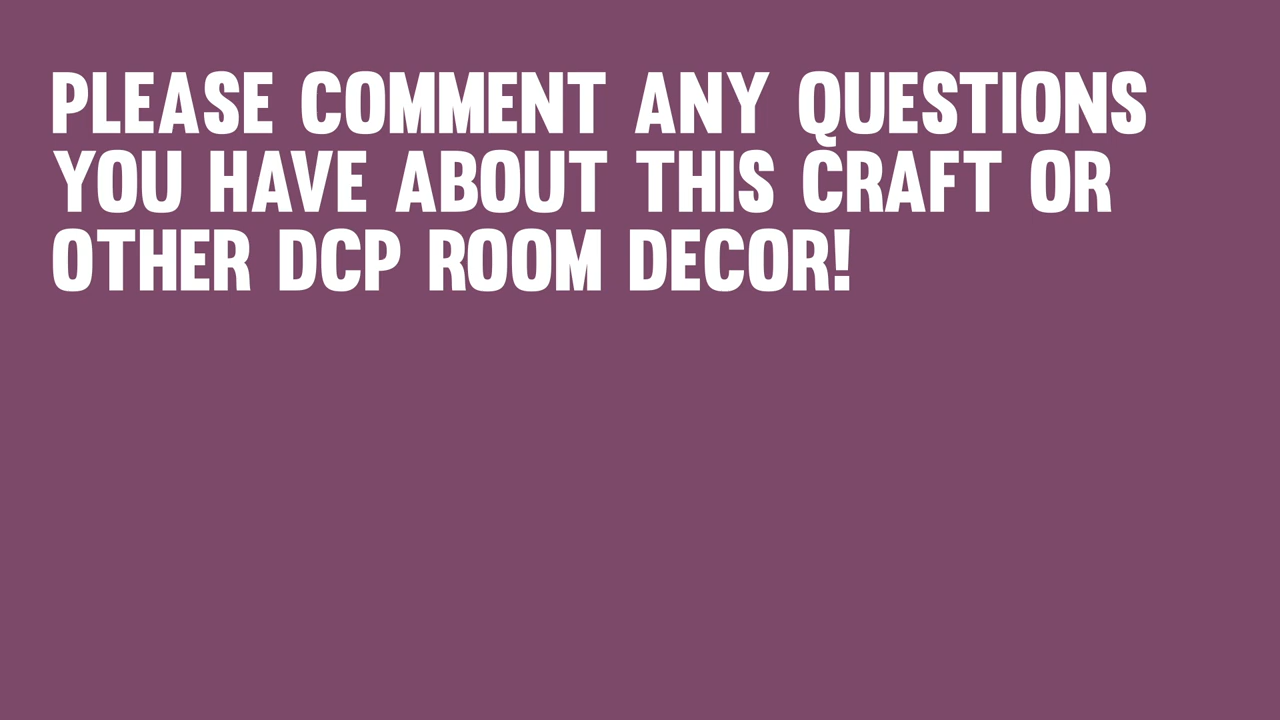 PLEASE COMMENT ANY QUESTIONS
YOU HAVE ABOUT THIS CRAFT OR
OTHER DCP ROOM DECOR!